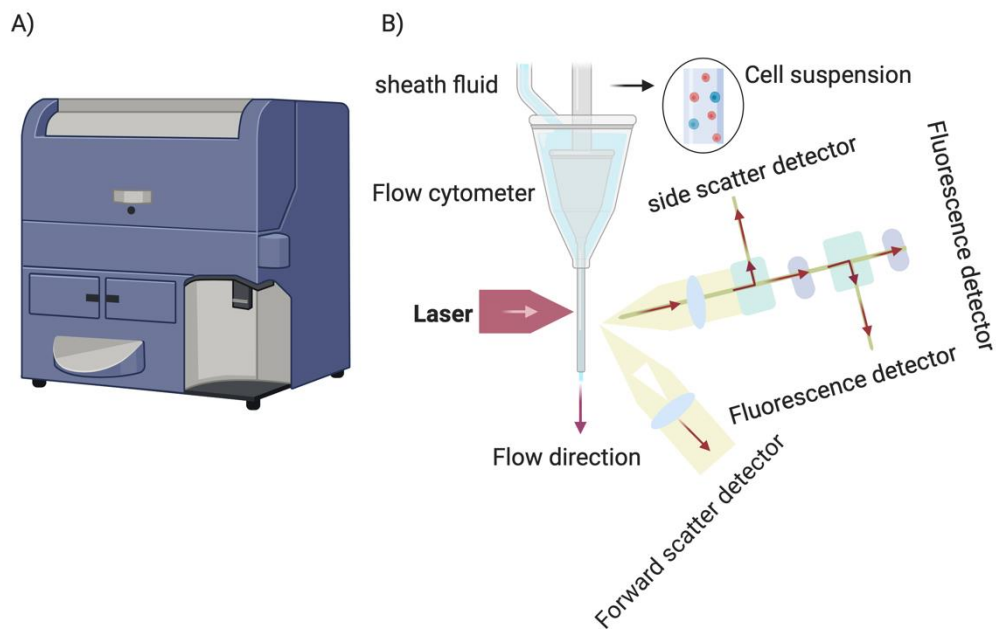 A)
B)
sheath fluid
Cell suspension
Flow cytometer
side scatter detector
Fluorescence detector
Laser
Fluorescence detector
Flow direction
Forward scatter detector